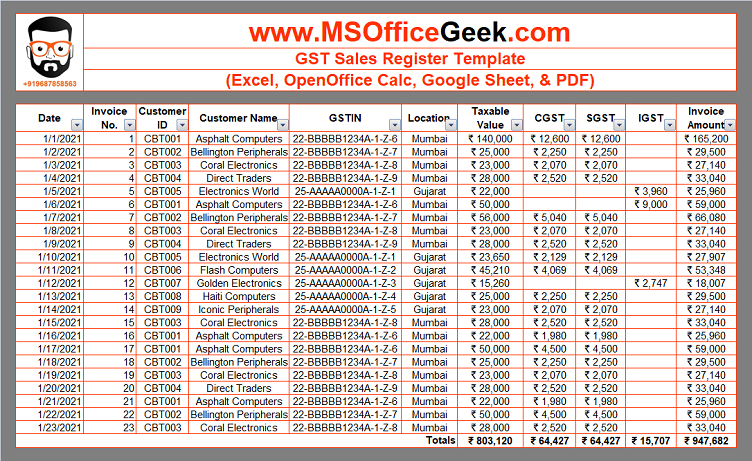 www.MSOfficeGeek.com
GST Sales Register Template
(Excel, OpenOffice Calc, Google Sheet, & PDF)
+919687858563
Date Invoice No. Customer ID Customer Name GSTIN Location Taxable Value CGST SGST IGST Invoice Amount
1/1/2021 1 CBT001 Asphalt Computers 22-BBBBB1234A-1-Z-6 Mumbai ₹ 140,000 ₹ 12,600 ₹ 12,600 ₹ 165,200
1/2/2021 2 CBT002 Bellington Peripherals 22-BBBBB1234A-1-Z-7 Mumbai ₹ 25,000 ₹ 2,250 ₹ 2,250 ₹ 29,500
1/3/2021 3 CBT003 Coral Electronics 22-BBBBB1234A-1-Z-8 Mumbai ₹ 23,000 ₹ 2,070 ₹ 2,070 ₹ 27,140
1/4/2021 4 CBT004 Direct Traders 22-BBBBB1234A-1-Z-9 Mumbai ₹ 28,000 ₹ 2,520 ₹ 2,520 ₹ 33,040
1/5/2021 5 CBT005 Electronics World 25-AAAAA0000A-1-Z-1 Gujarat ₹ 22,000 ₹ 3,960 ₹ 25,960
1/6/2021 6 CBT001 Asphalt Computers 22-BBBBB1234A-1-Z-6 Mumbai ₹ 50,000 ₹ 9,000 ₹ 59,000
1/7/2021 7 CBT002 Bellington Peripherals 22-BBBBB1234A-1-Z-7 Mumbai ₹ 56,000 ₹ 5,040 ₹ 5,040 ₹ 66,080
1/8/2021 8 CBT003 Coral Electronics 22-BBBBB1234A-1-Z-8 Mumbai ₹ 23,000 ₹ 2,070 ₹ 2,070 ₹ 27,140
1/9/2021 9 CBT004 Direct Traders 22-BBBBB1234A-1-Z-9 Mumbai ₹ 28,000 ₹ 2,520 ₹ 2,520 ₹ 33,040
1/10/2021 10 CBT005 Electronics World 25-AAAAA0000A-1-Z-1 Gujarat ₹ 23,650 ₹ 2,129 ₹ 2,129 ₹ 27,907
1/11/2021 11 CBT006 Flash Computers 25-AAAAA0000A-1-Z-2 Gujarat ₹ 45,210 ₹ 4,069 ₹ 4,069 ₹ 53,348
1/12/2021 12 CBT007 Golden Electronics 25-AAAAA0000A-1-Z-3 Gujarat ₹ 15,260 ₹ 2,747 ₹ 18,007
1/13/2021 13 CBT008 Haiti Computers 25-AAAAA0000A-1-Z-4 Gujarat ₹ 25,000 ₹ 2,250 ₹ 2,250 ₹ 29,500
1/14/2021 14 CBT009 Iconic Peripherals 25-AAAAA0000A-1-Z-5 Gujarat ₹ 23,000 ₹ 2,070 ₹ 2,070 ₹ 27,140
1/15/2021 15 CBT003 Coral Electronics 22-BBBBB1234A-1-Z-8 Mumbai ₹ 28,000 ₹ 2,520 ₹ 2,520 ₹ 33,040
1/16/2021 16 CBT001 Asphalt Computers 22-BBBBB1234A-1-Z-6 Mumbai ₹ 22,000 ₹ 1,980 ₹ 1,980 ₹ 25,960
1/17/2021 17 CBT001 Asphalt Computers 22-BBBBB1234A-1-Z-6 Mumbai ₹ 50,000 ₹ 4,500 ₹ 4,500 ₹ 59,000
1/18/2021 18 CBT002 Bellington Peripherals 22-BBBBB1234A-1-Z-7 Mumbai ₹ 25,000 ₹ 2,250 ₹ 2,250 ₹ 29,500
1/19/2021 19 CBT003 Coral Electronics 22-BBBBB1234A-1-Z-8 Mumbai ₹ 23,000 ₹ 2,070 ₹ 2,070 ₹ 27,140
1/20/2021 20 CBT004 Direct Traders 22-BBBBB1234A-1-Z-9 Mumbai ₹ 28,000 ₹ 2,520 ₹ 2,520 ₹ 33,040
1/21/2021 21 CBT001 Asphalt Computers 22-BBBBB1234A-1-Z-6 Mumbai ₹ 22,000 ₹ 1,980 ₹ 1,980 ₹ 25,960
1/22/2021 22 CBT002 Bellington Peripherals 22-BBBBB1234A-1-Z-7 Mumbai ₹ 50,000 ₹ 4,500 ₹ 4,500 ₹ 59,000
1/23/2021 23 CBT003 Coral Electronics 22-BBBBB1234A-1-Z-8 Mumbai ₹ 28,000 ₹ 2,520 ₹ 2,520 ₹ 33,040
Totals ₹ 803,120 ₹ 64,427 ₹ 64,427 ₹ 15,707 ₹ 947,682